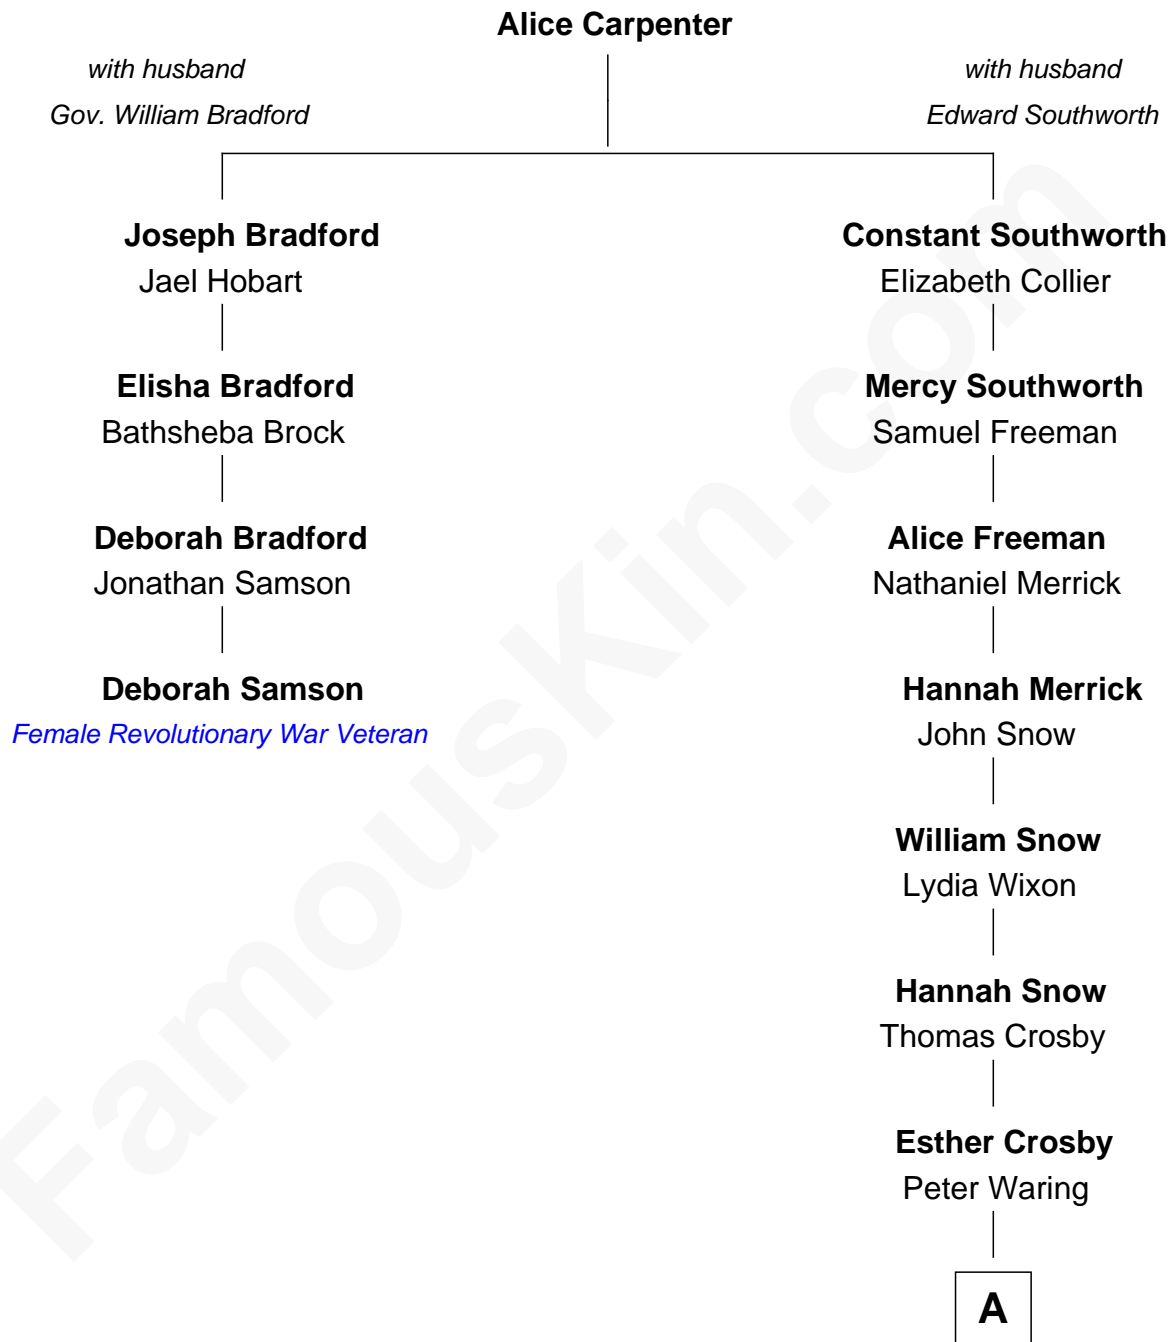 Alice Carpenter
with husband
Gov. William Bradford
with husband
Edward Southworth
Joseph Bradford
Jael Hobart
Constant Southworth
Elizabeth Collier
Elisha Bradford
Bathsheba Brock
Mercy Southworth
Samuel Freeman
Deborah Bradford
Jonathan Samson
Alice Freeman
Nathaniel Merrick
Deborah Samson
Female Revolutionary War Veteran
Hannah Merrick
John Snow
William Snow
Lydia Wixon
Hannah Snow
Thomas Crosby
Esther Crosby
Peter Waring
A
FamousKin.com